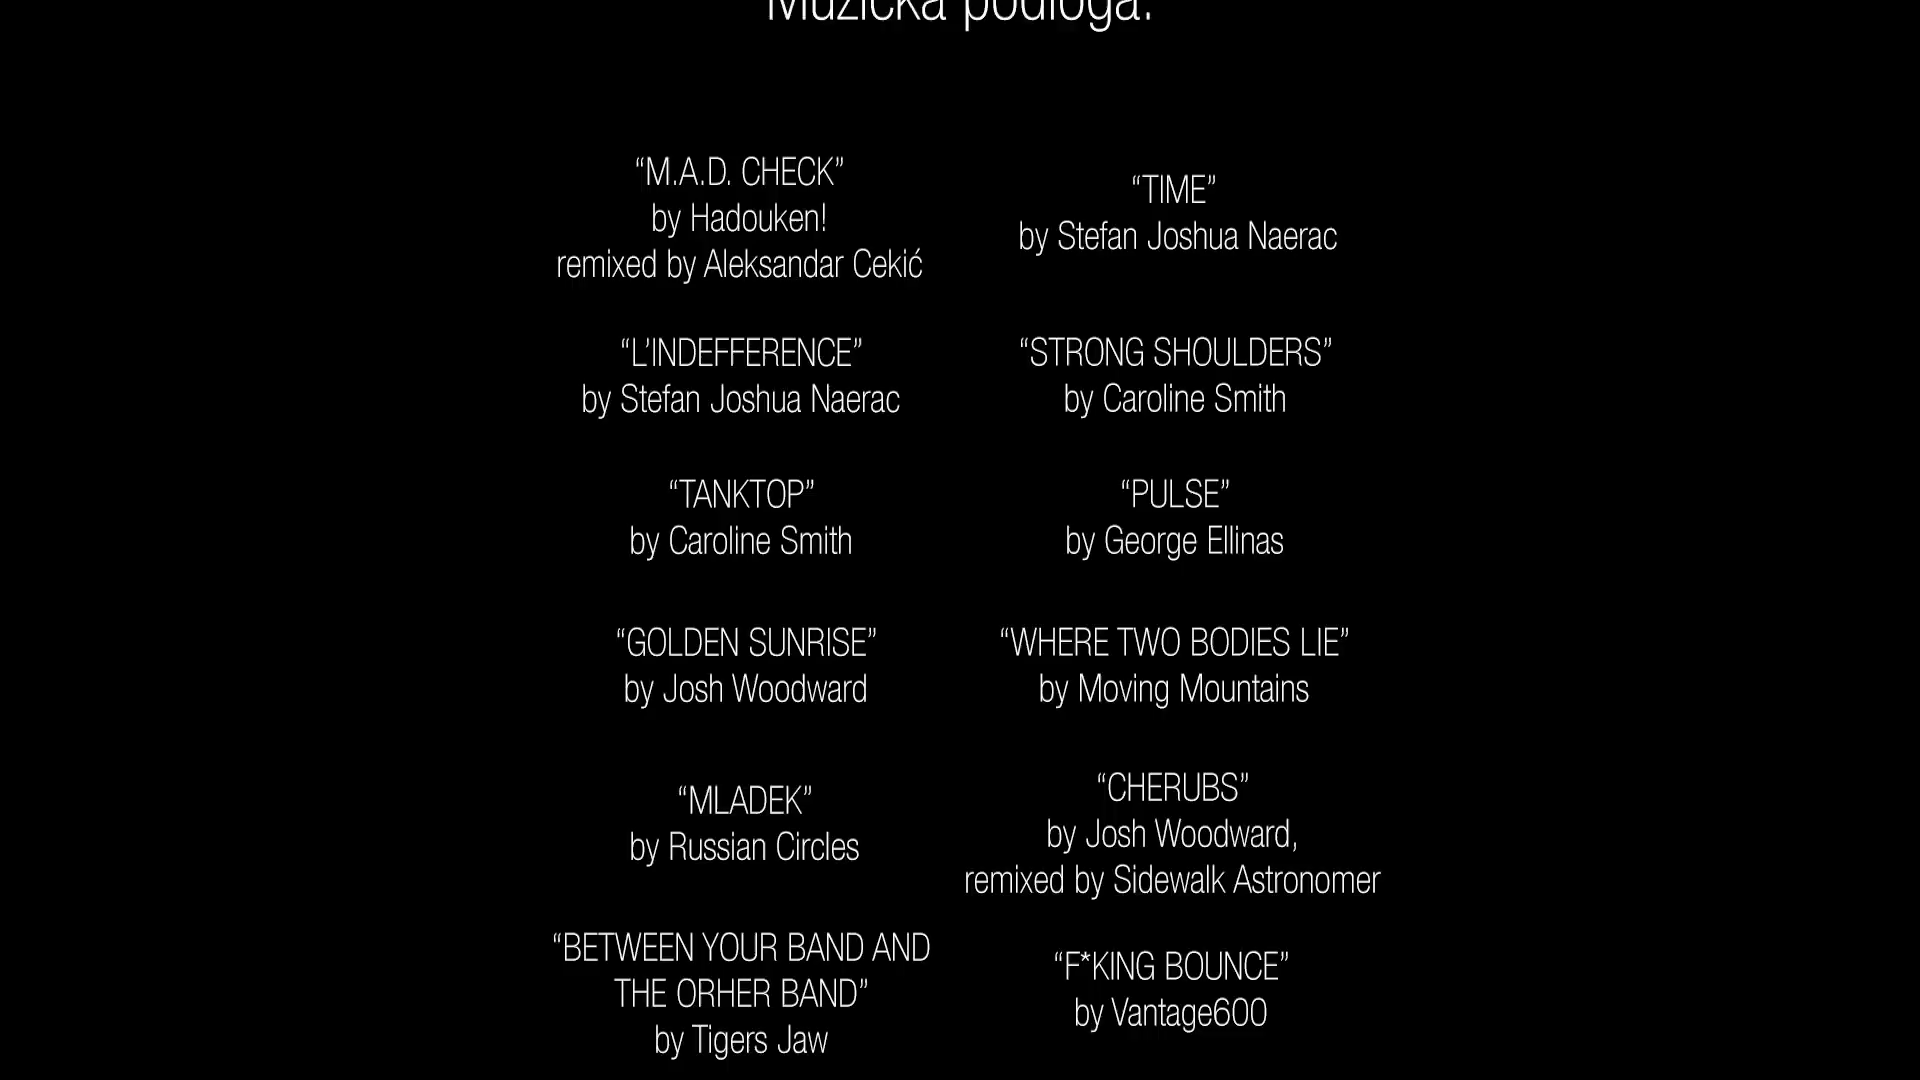 Muzička podloga:
“M.A.D. CHECK”
by Hadouken!
remixed by Aleksandar Cekić
“TIME”
by Stefan Joshua Naerac
“L’INDEFFERENCE”
by Stefan Joshua Naerac
“STRONG SHOULDERS”
by Caroline Smith
“TANKTOP”
by Caroline Smith
“PULSE”
by George Ellinas
“GOLDEN SUNRISE”
by Josh Woodward
“WHERE TWO BODIES LIE”
by Moving Mountains
“MLADEK”
by Russian Circles
“CHERUBS”
by Josh Woodward,
remixed by Sidewalk Astronomer
“BETWEEN YOUR BAND AND
THE ORHER BAND”
by Tigers Jaw
“F*KING BOUNCE”
by Vantage600